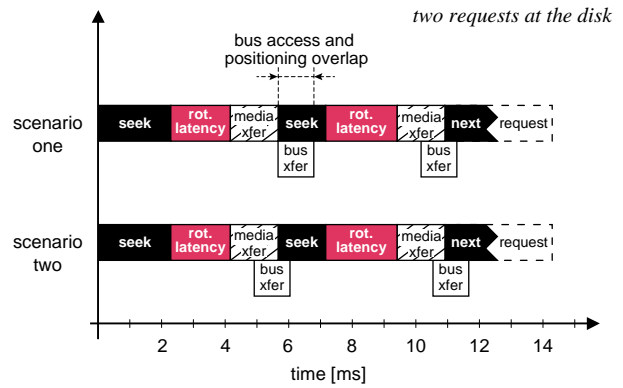 two requests at the disk
bus access and
positioning overlap
scenario
one
seek
rot.
latency
media
xfer
seek
rot.
latency
media
xfer
next
request
bus
xfer
bus
xfer
scenario
two
seek
rot.
latency
media
xfer
seek
rot.
latency
media
xfer
next
request
bus
xfer
bus
xfer
2 4 6 8 10 12 14
time [ms]